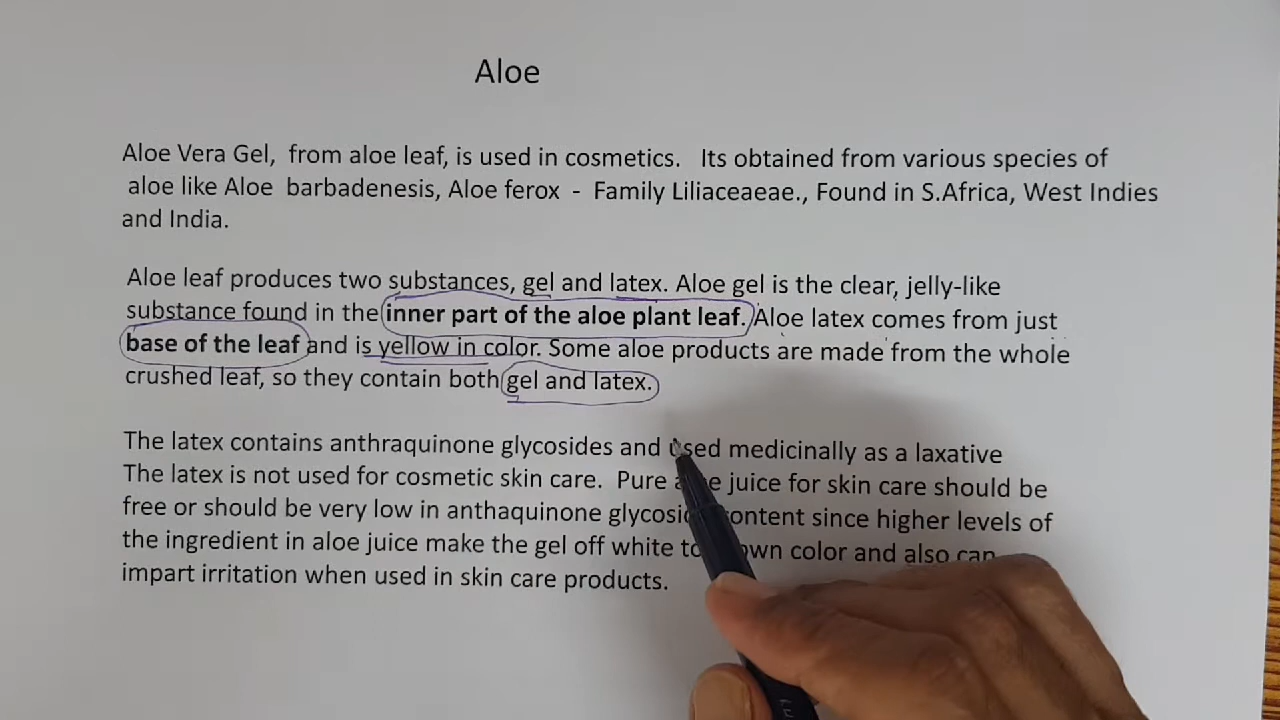 Aloe
Aloe Vera Gel, from aloe leaf, is used in cosmetics. Its obtained from various species of
aloe like Aloe barbadenesis, Aloe ferox - Family Liliaceaeae., Found in S.Africa, West Indies
and India.
Aloe leaf produces two substances, gel and latex. Aloe gel is the clear, jelly-like
substance found in the inner part of the aloe plant leaf. Aloe latex comes from just
base of the leaf and is yellow in color. Some aloe products are made from the whole
crushed leaf, so they contain both gel and latex.
The latex contains anthraquinone glycosides and used medicinally as a laxative
The latex is not used for cosmetic skin care. Pure juice for skin care should be
free or should be very low in anthaquinone content since higher levels of
the ingredient in aloe juice make the gel off white color and also can
impart irritation when used in skin care products.